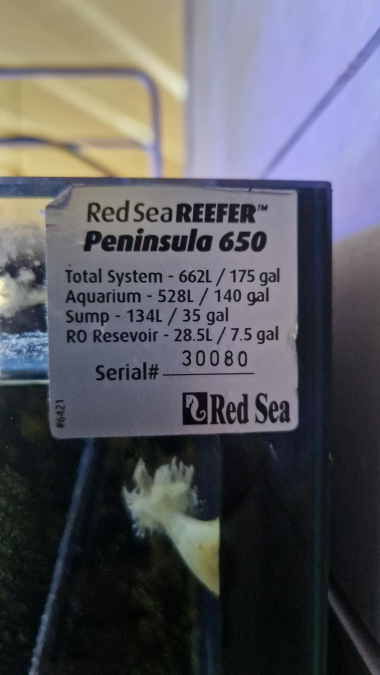 Red Sea REEFER™
Peninsula 650
Total System - 662L / 175 gal
Aquarium - 528L / 140 gal
Sump - 134L / 35 gal
RO Resevoir - 28.5L / 7.5 gal
Serial# 30080
#6421
Red Sea